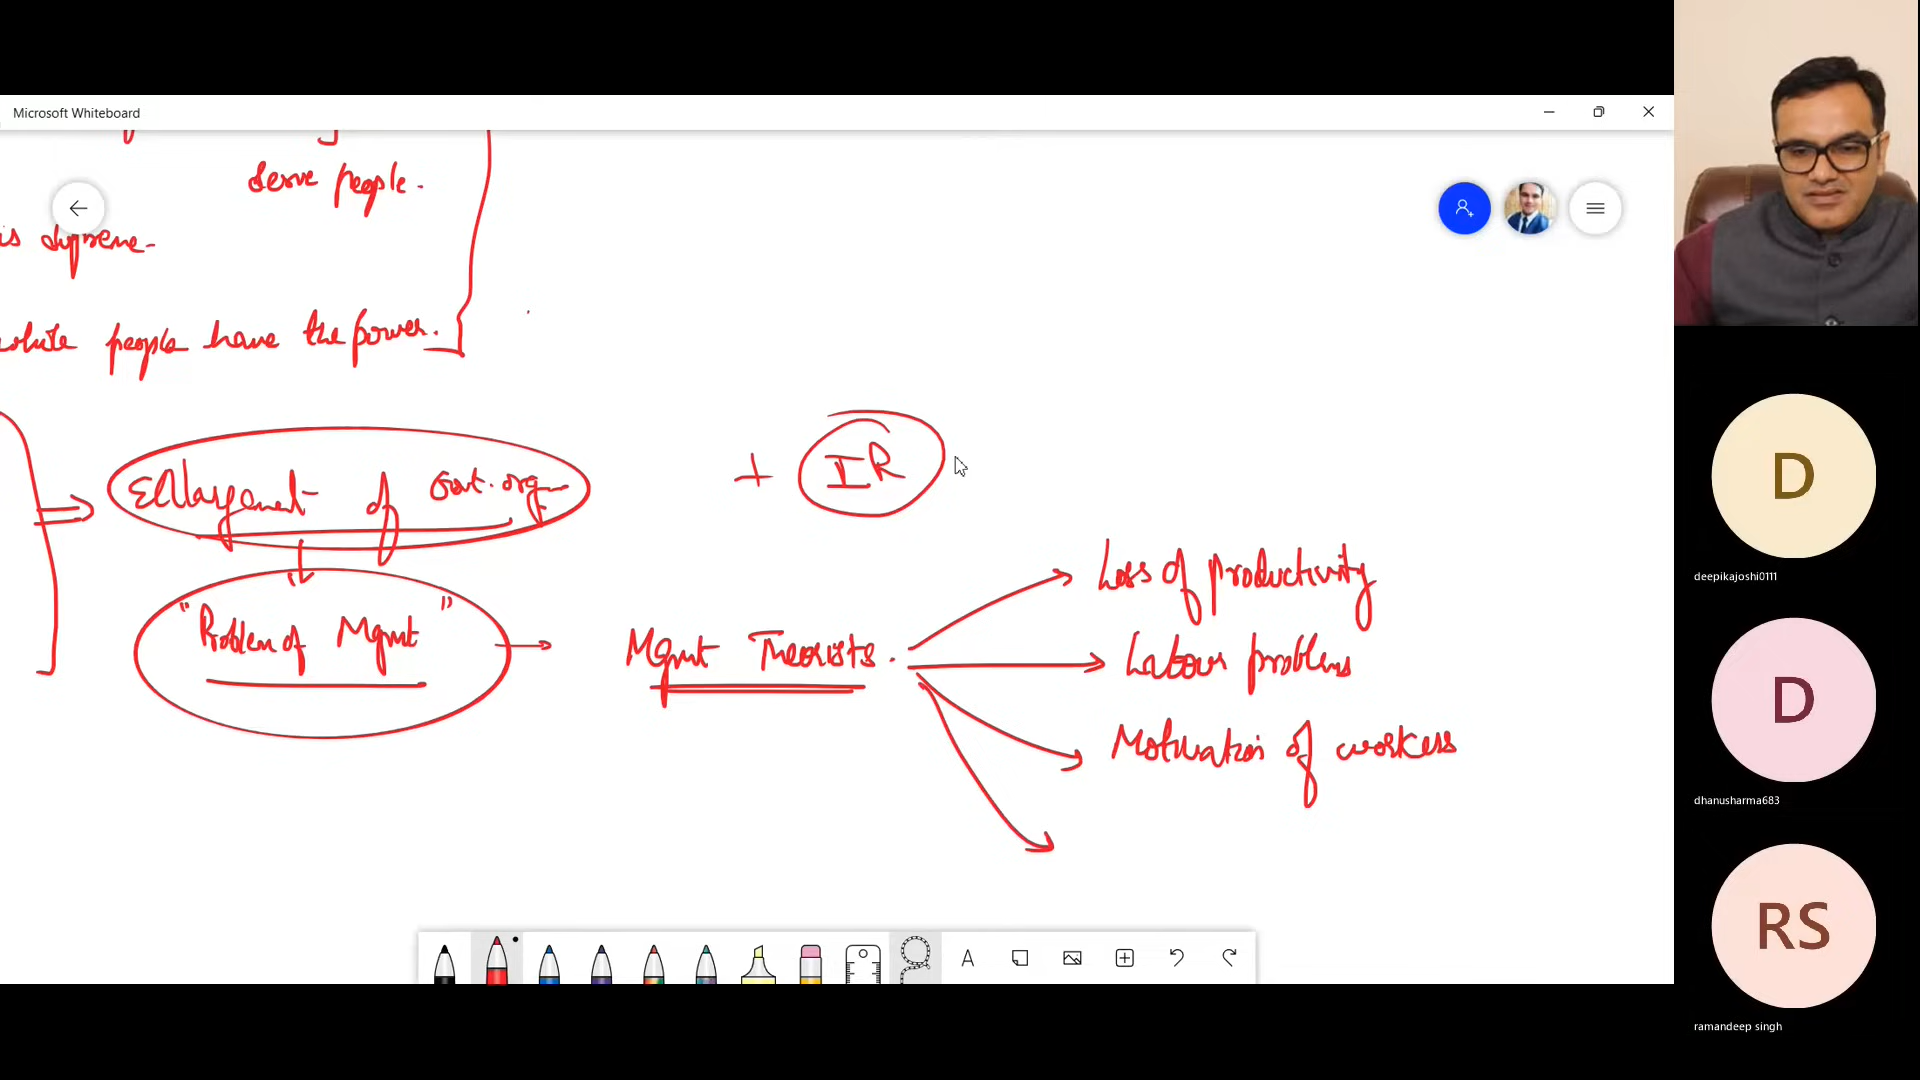 Microsoft Whiteboard
serve people.
is supreme-
people have the power.
+ IR
Enlargement of Govt. orgn
"Problem of Mgmt"
Mgmt Theorists.
Loss of productivity
Labour problems
Motivation of workers
A
D
deepikajoshi0111
D
dhanusharma683
RS
ramandeep singh